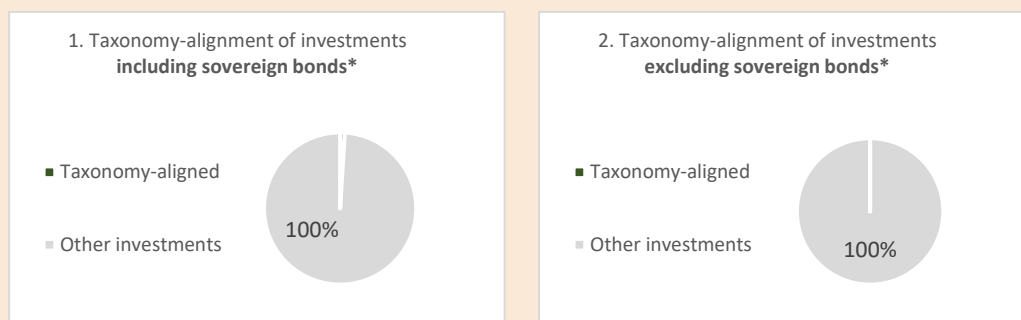 1. Taxonomy-alignment of investments
including sovereign bonds*
Taxonomy-aligned
Other investments
100%
2. Taxonomy-alignment of investments
excluding sovereign bonds*
Taxonomy-aligned
Other investments
100%